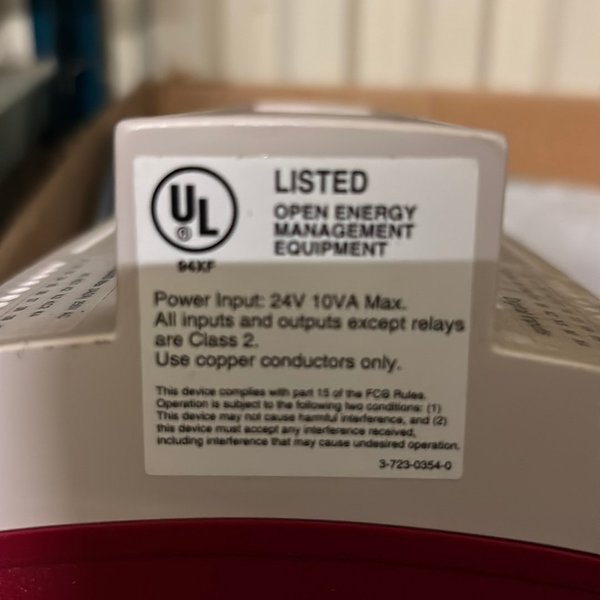 UL
LISTED
OPEN ENERGY
MANAGEMENT
EQUIPMENT
94XF
Power Input: 24V 10VA Max.
All inputs and outputs except relays
are Class 2.
Use copper conductors only.
This device complies with part 15 of the FCG Rules.
Operation is subject to the following two conditions: (1)
This device may not cause harmful interference, and (2)
this device must accept any interference received,
including interference that may cause undesired operation.
3-723-0354-0